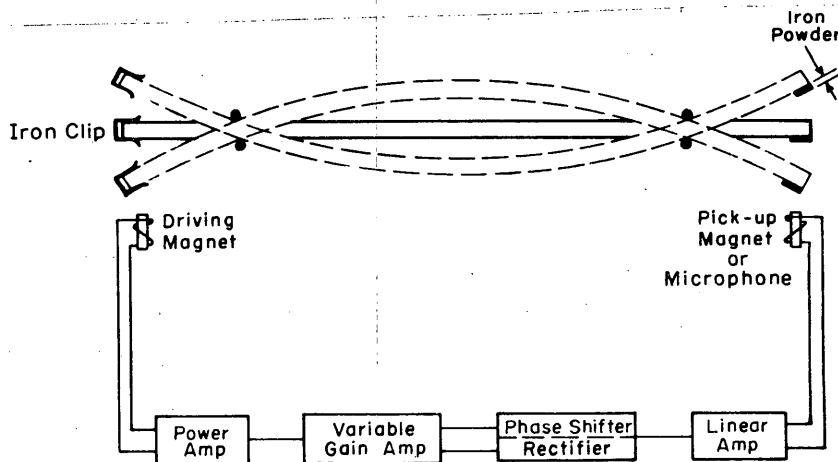 Iron
Powder
Iron Clip
Driving
Magnet
Pick-up
Magnet
or
Microphone
Power
Amp
Variable
Gain Amp
Phase Shifter
Rectifier
Linear
Amp